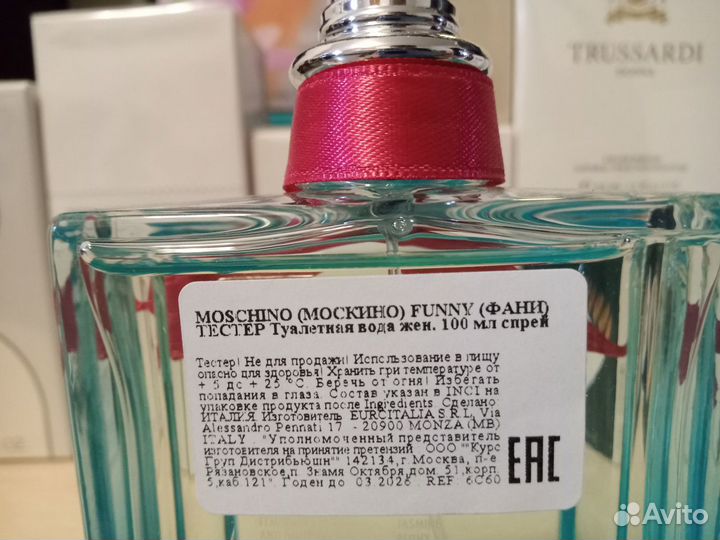 TRUSSARDI
MOSCHINO (МОСКИНО) FUNNY (ФАНИ)
ТЕСТЕР Туалетная вода жен. 100 мл спрей
Тестер! Не для продажи! Использование в пищу
опасно для здоровья! Хранить при температуре от
+ 5 до + 25 °С. Беречь от огня! Избегать
попадания в глаза. Состав указан в INCI на
упаковке продукта после Ingredients. Сделано:
ИТАЛИЯ. Изготовитель: EURCITALIA S.R.L, Via
Alessandro Pennati 17 - 20900 MONZA (MB)
ITALY . "Уполномоченный представитель
изготовителя на принятие претензий ООО ""Курс
Груп Дистрибьюшн"" 142134, г. Москва, п-е
Рязановское, п. Знамя Октября, дом. 51, корп.
5, каб.121". Годен до 03.2026 . REF: 6C60
EAC
JASMINE
Avito